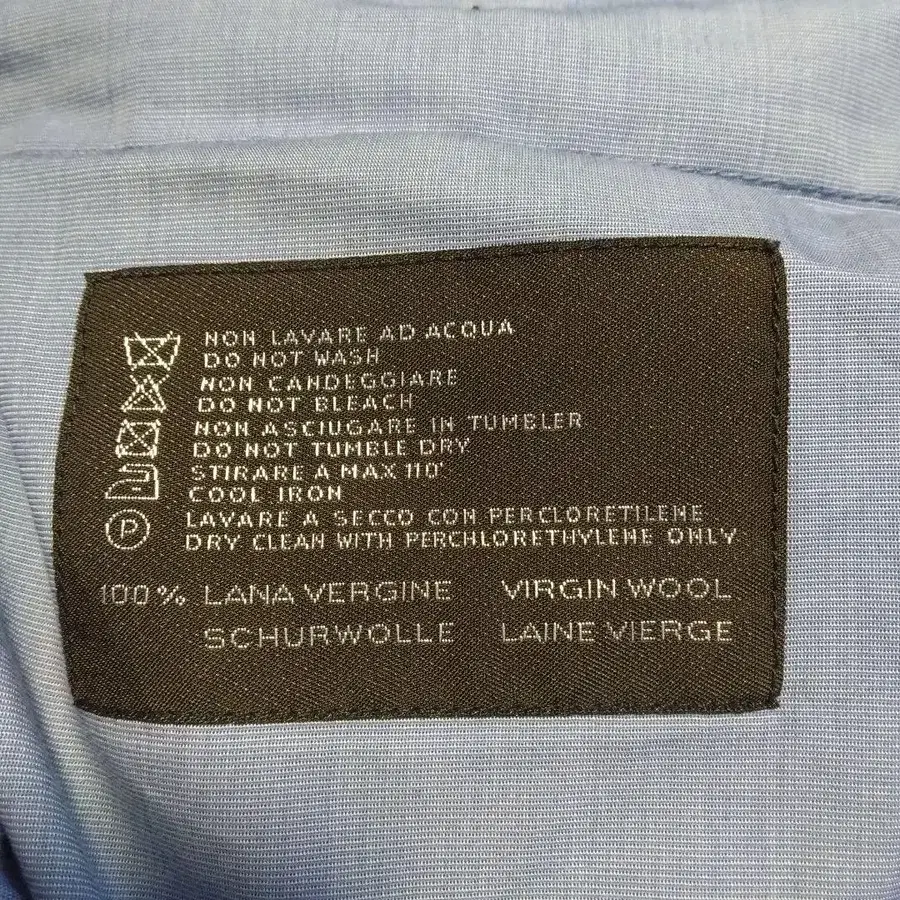 NON LAVARE AD ACQUA
DO NOT WASH
NON CANDEGGIARE
DO NOT BLEACH
NON ASCIUGARE IN TUMBLER
DO NOT TUMBLE DRY
STIRARE A MAX 110°
COOL IRON
P LAVARE A SECCO CON PERCLORETILENE
DRY CLEAN WITH PERCHLORETHYLENE ONLY
100% LANA VERGINE VIRGIN WOOL
SCHURWOLLE LAINE VIERGE